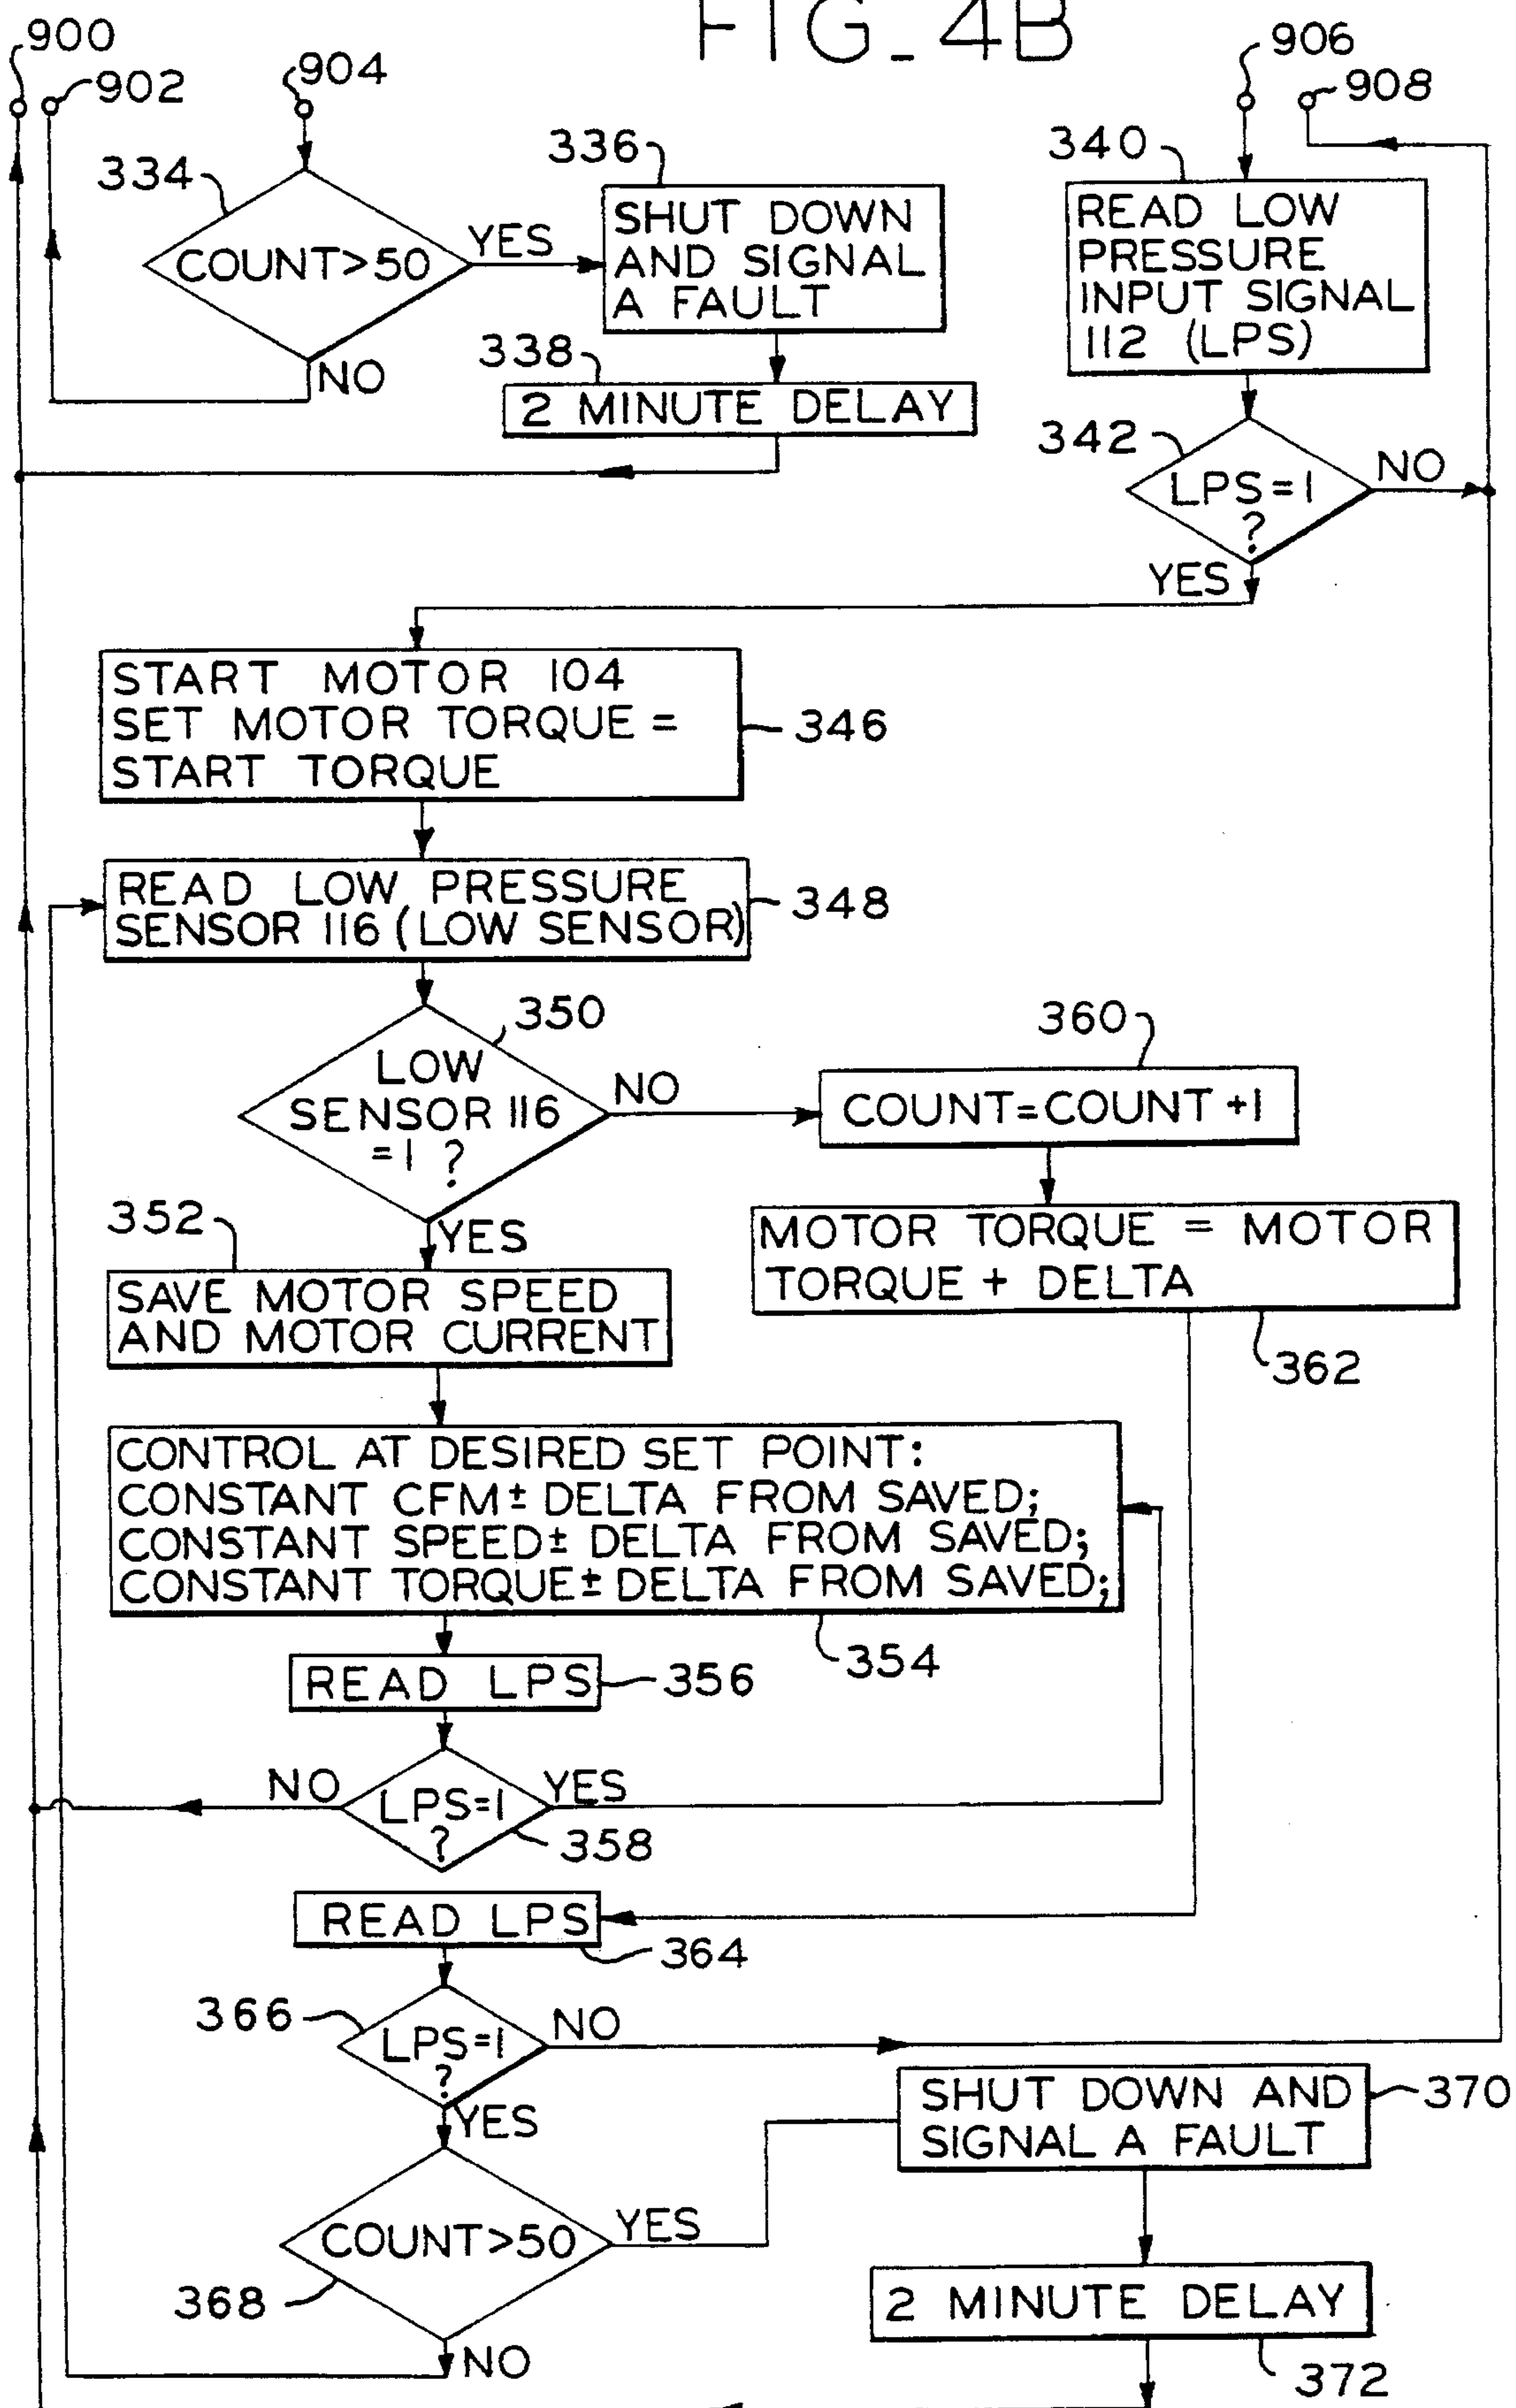 FIG_4B
900
902
904
906
908
334
COUNT>50
YES
NO
336
SHUT DOWN
AND SIGNAL
A FAULT
338
2 MINUTE DELAY
340
READ LOW
PRESSURE
INPUT SIGNAL
112 (LPS)
342
LPS=1
?
NO
YES
START MOTOR 104
SET MOTOR TORQUE =
START TORQUE
346
READ LOW PRESSURE
SENSOR 116 (LOW SENSOR)
348
350
LOW
SENSOR 116
=1 ?
NO
YES
360
COUNT=COUNT +1
MOTOR TORQUE = MOTOR
TORQUE + DELTA
362
352
SAVE MOTOR SPEED
AND MOTOR CURRENT
CONTROL AT DESIRED SET POINT:
CONSTANT CFM± DELTA FROM SAVED;
CONSTANT SPEED± DELTA FROM SAVED;
CONSTANT TORQUE± DELTA FROM SAVED;
354
READ LPS
356
NO
LPS=1
?
YES
358
READ LPS
364
366
LPS=1
?
NO
YES
COUNT>50
368
YES
NO
SHUT DOWN AND
SIGNAL A FAULT
370
2 MINUTE DELAY
372